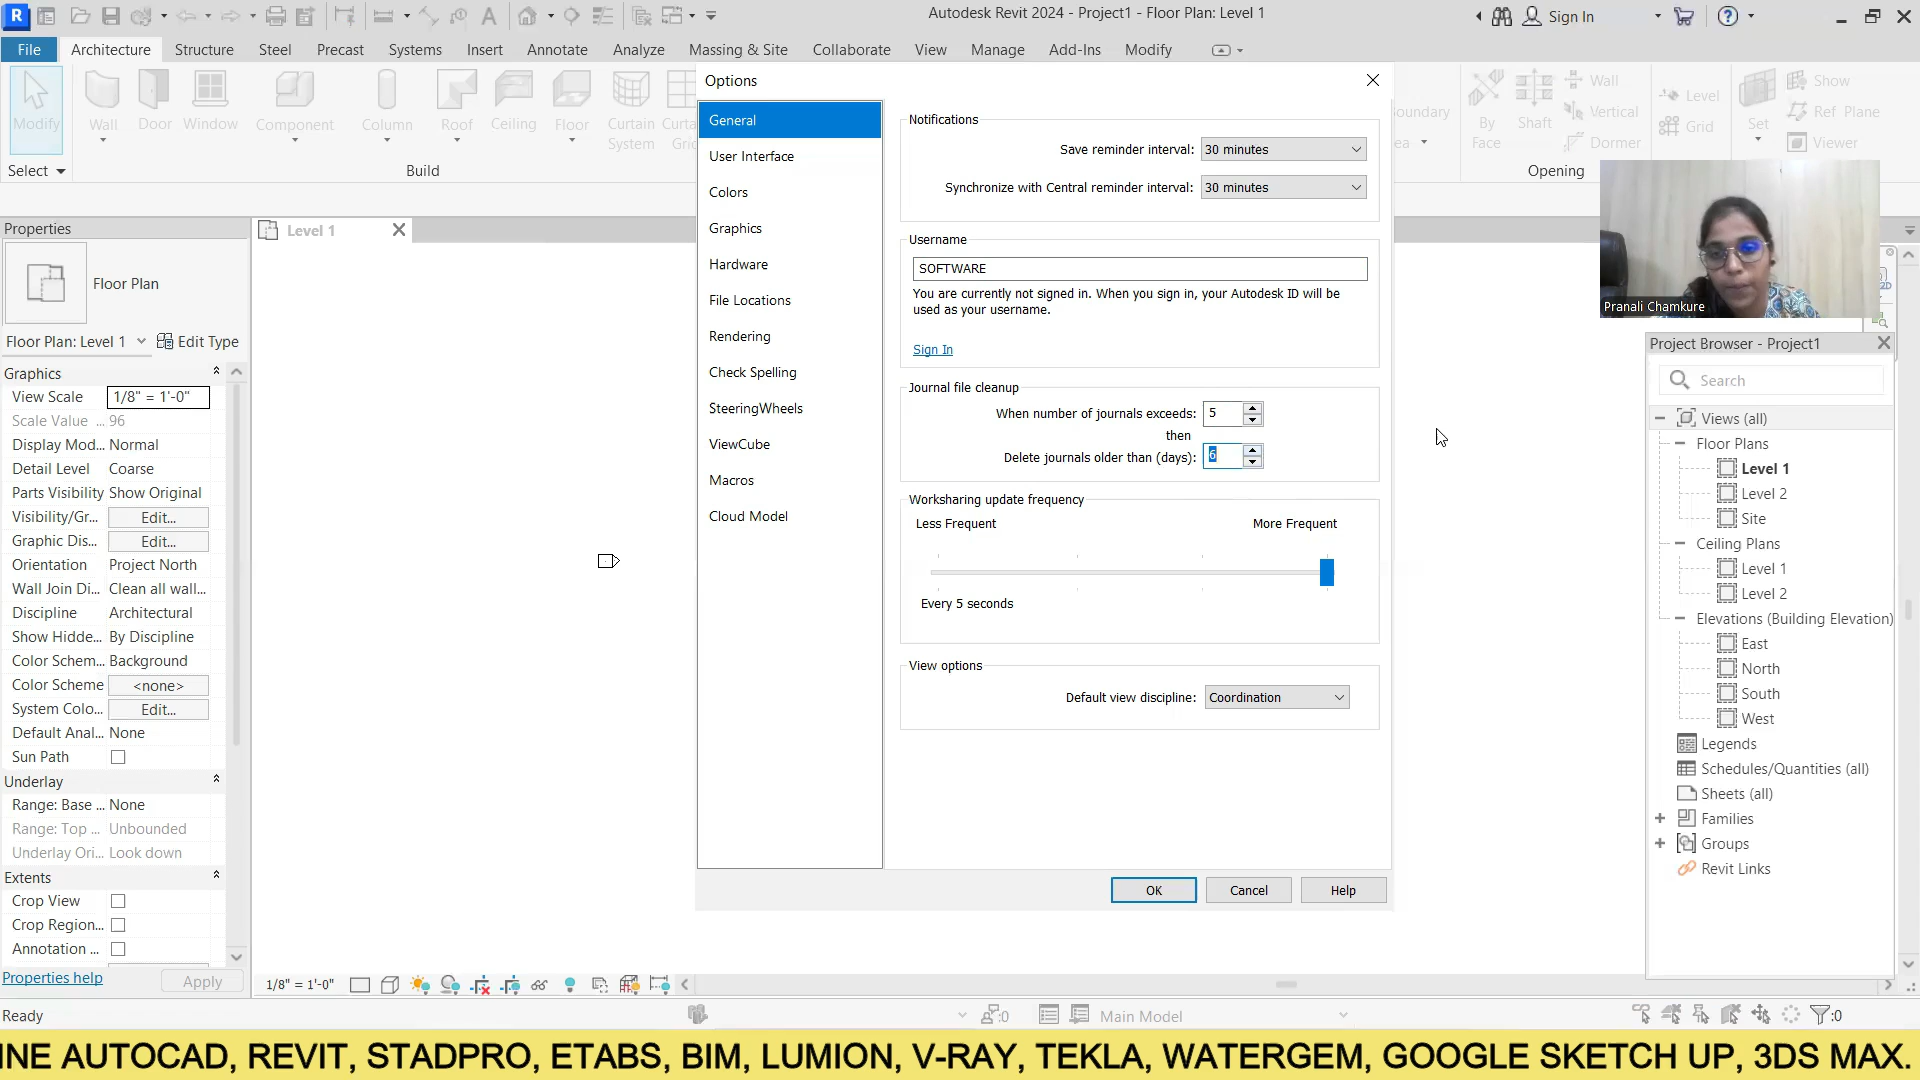 Autodesk Revit 2024 - Project1 - Floor Plan: Level 1
Sign In
File
Architecture
Structure
Steel
Precast
Systems
Insert
Annotate
Analyze
Massing & Site
Collaborate
View
Manage
Add-Ins
Modify
Modify
Wall
Door
Window
Component
Column
Roof
Ceiling
Floor
Curtain System
By Face
Shaft
Wall
Vertical
Dormer
Level
Grid
Set
Show
Ref Plane
Viewer
Select
Build
Opening
Properties
Floor Plan
Floor Plan: Level 1
Edit Type
Graphics
View Scale 1/8" = 1'-0"
Scale Value ... 96
Display Mod... Normal
Detail Level Coarse
Parts Visibility Show Original
Visibility/Gr... Edit...
Graphic Dis... Edit...
Orientation Project North
Wall Join Di... Clean all wall...
Discipline Architectural
Show Hidde... By Discipline
Color Schem... Background
Color Scheme <none>
System Colo... Edit...
Default Anal... None
Sun Path
Underlay
Range: Base ... None
Range: Top ... Unbounded
Underlay Ori... Look down
Extents
Crop View
Crop Region...
Annotation ...
Properties help
Apply
Level 1
Options
General
User Interface
Colors
Graphics
Hardware
File Locations
Rendering
Check Spelling
SteeringWheels
ViewCube
Macros
Cloud Model
Notifications
Save reminder interval: 30 minutes
Synchronize with Central reminder interval: 30 minutes
Username
SOFTWARE
You are currently not signed in. When you sign in, your Autodesk ID will be
used as your username.
Sign In
Journal file cleanup
When number of journals exceeds: 5
then
Delete journals older than (days): 6
Worksharing update frequency
Less Frequent More Frequent
Every 5 seconds
View options
Default view discipline: Coordination
OK
Cancel
Help
Pranali Chamkure
Project Browser - Project1
Search
Views (all)
Floor Plans
Level 1
Level 2
Site
Ceiling Plans
Level 1
Level 2
Elevations (Building Elevation)
East
North
South
West
Legends
Schedules/Quantities (all)
Sheets (all)
Families
Groups
Revit Links
1/8" = 1'-0"
Ready
:0
Main Model
:0
INE AUTOCAD, REVIT, STADPRO, ETABS, BIM, LUMION, V-RAY, TEKLA, WATERGEM, GOOGLE SKETCH UP, 3DS MAX.